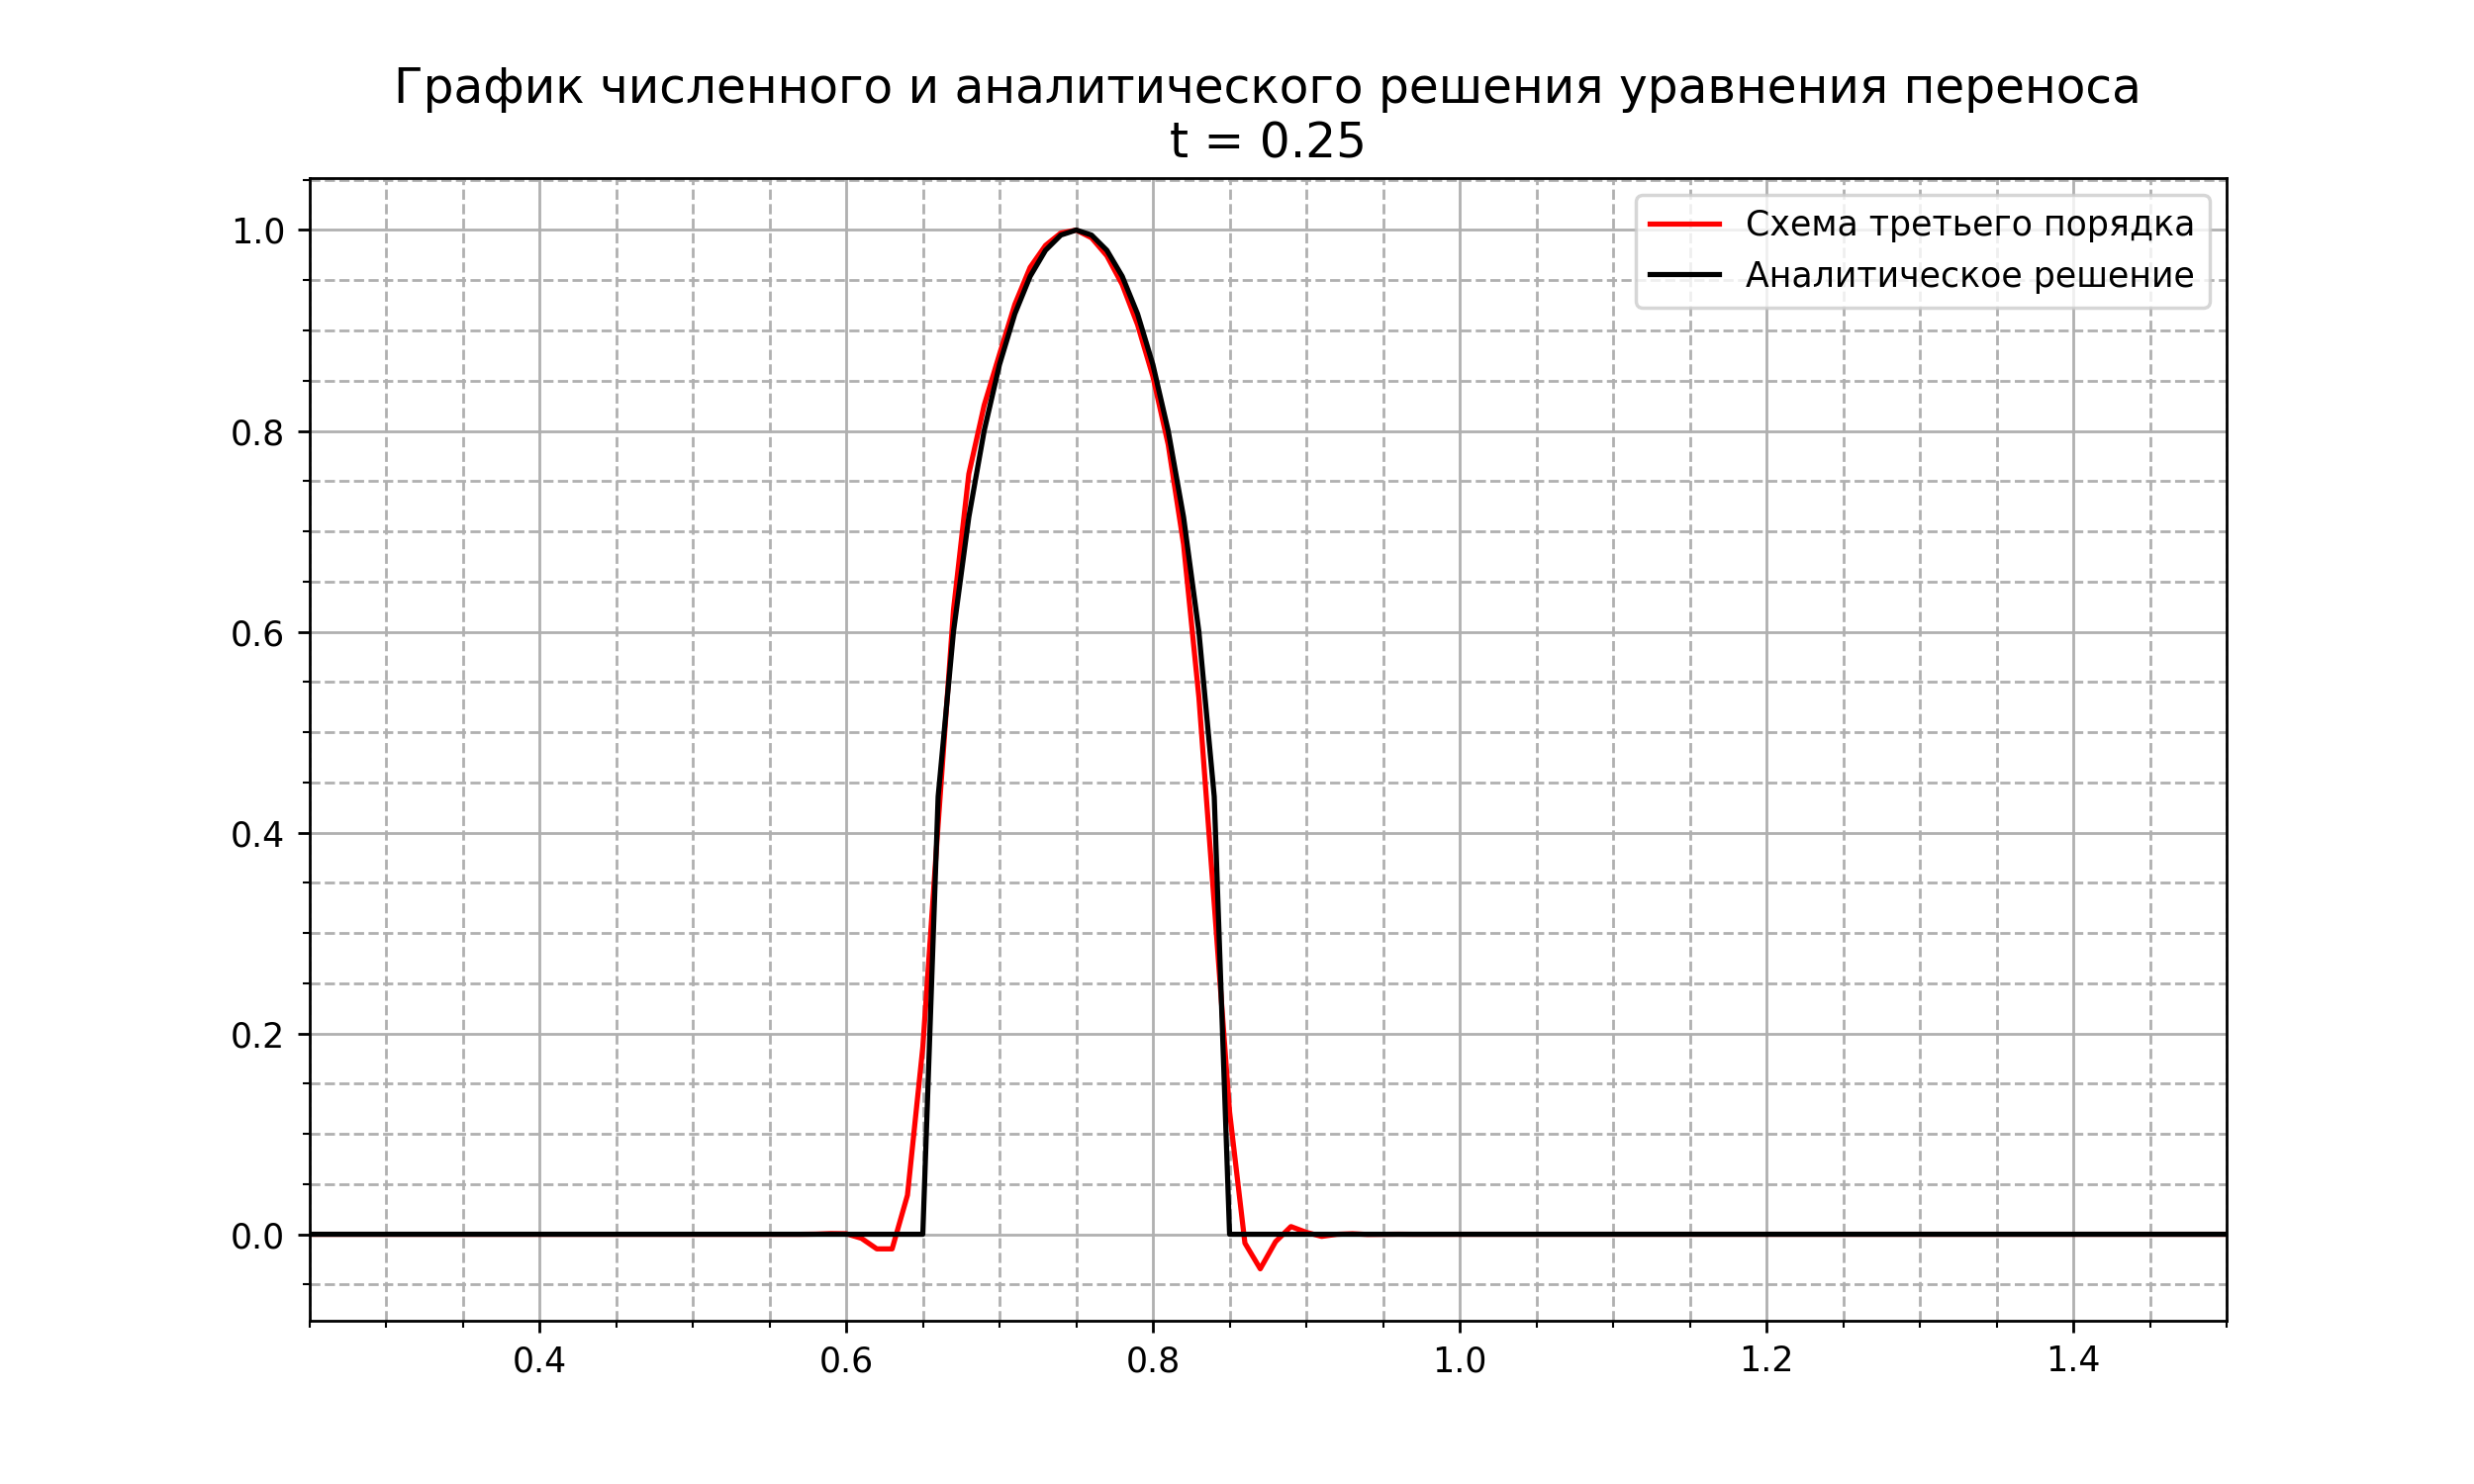 График численного и аналитического решения уравнения переноса
t = 0.25
Схема третьего порядка
Аналитическое решение
1.0
0.8
0.6
0.4
0.2
0.0
0.4 0.6 0.8 1.0 1.2 1.4